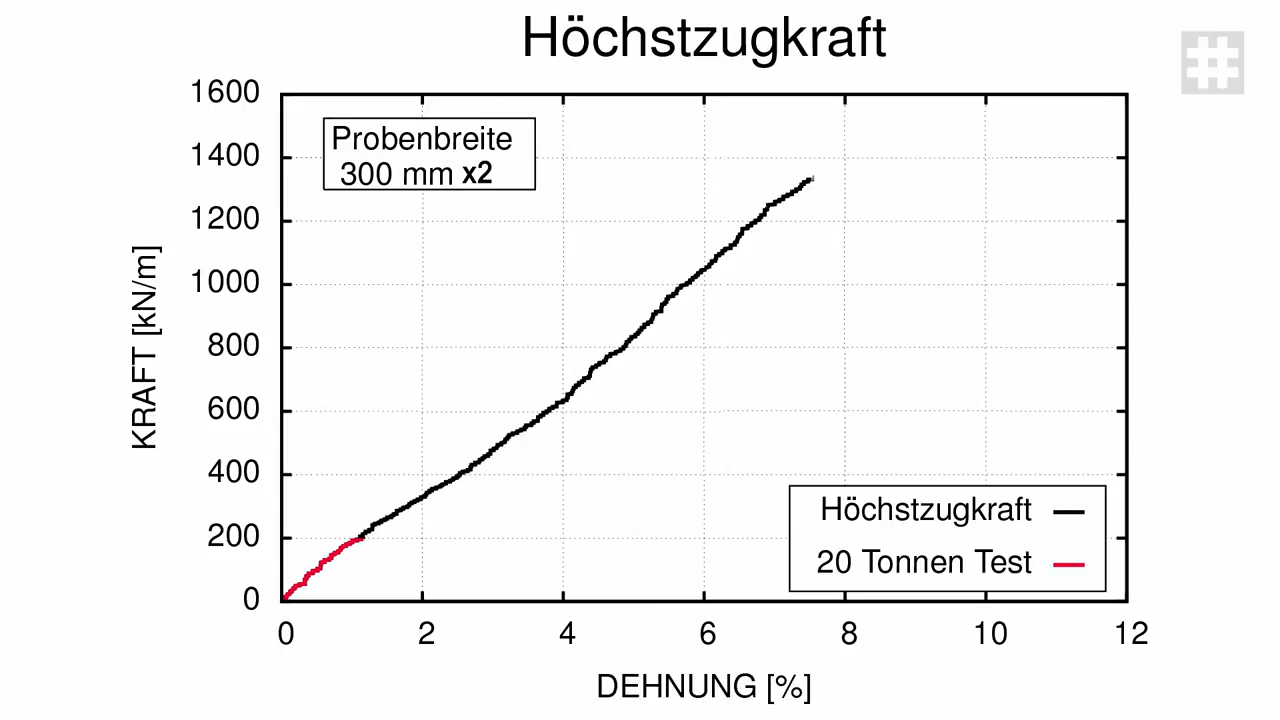 Höchstzugkraft
1600
1400
1200
1000
800
600
400
200
0
KRAFT [kN/m]
Probenbreite
300 mm x2
Höchstzugkraft
20 Tonnen Test
0 2 4 6 8 10 12
DEHNUNG [%]